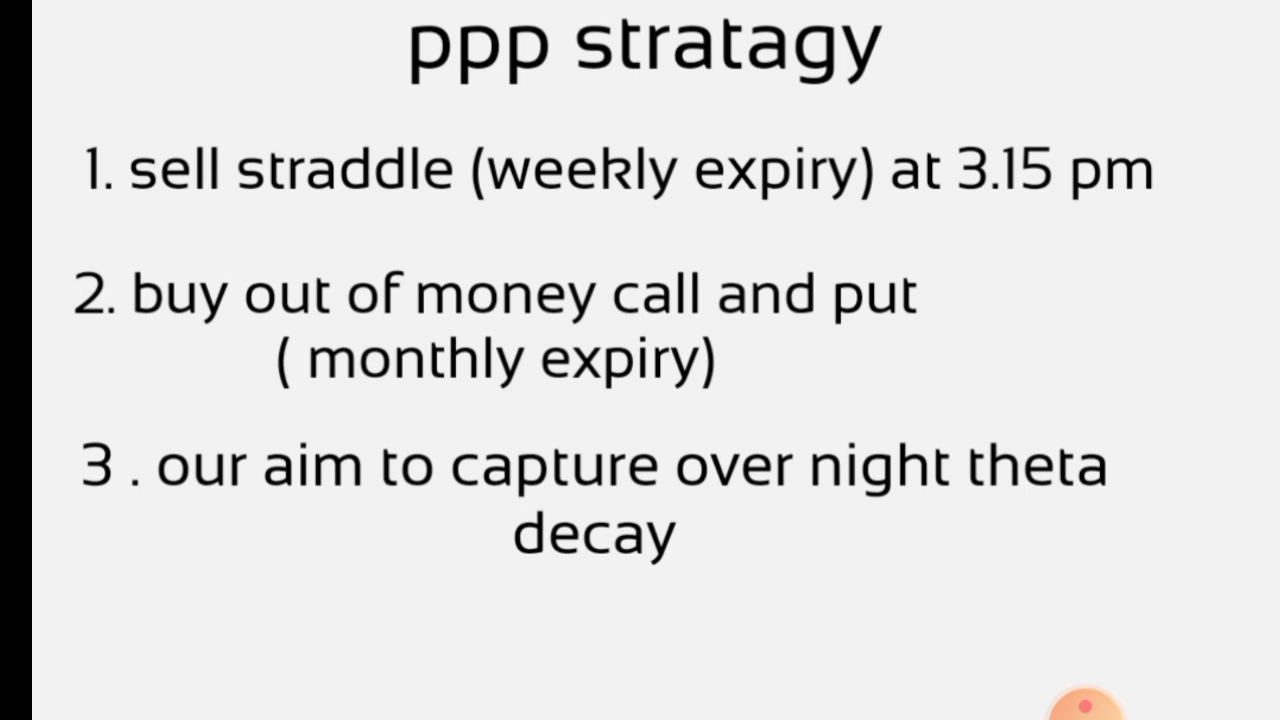 ppp stratagy
1. sell straddle (weekly expiry) at 3.15 pm
2. buy out of money call and put
( monthly expiry)
3 . our aim to capture over night theta
decay